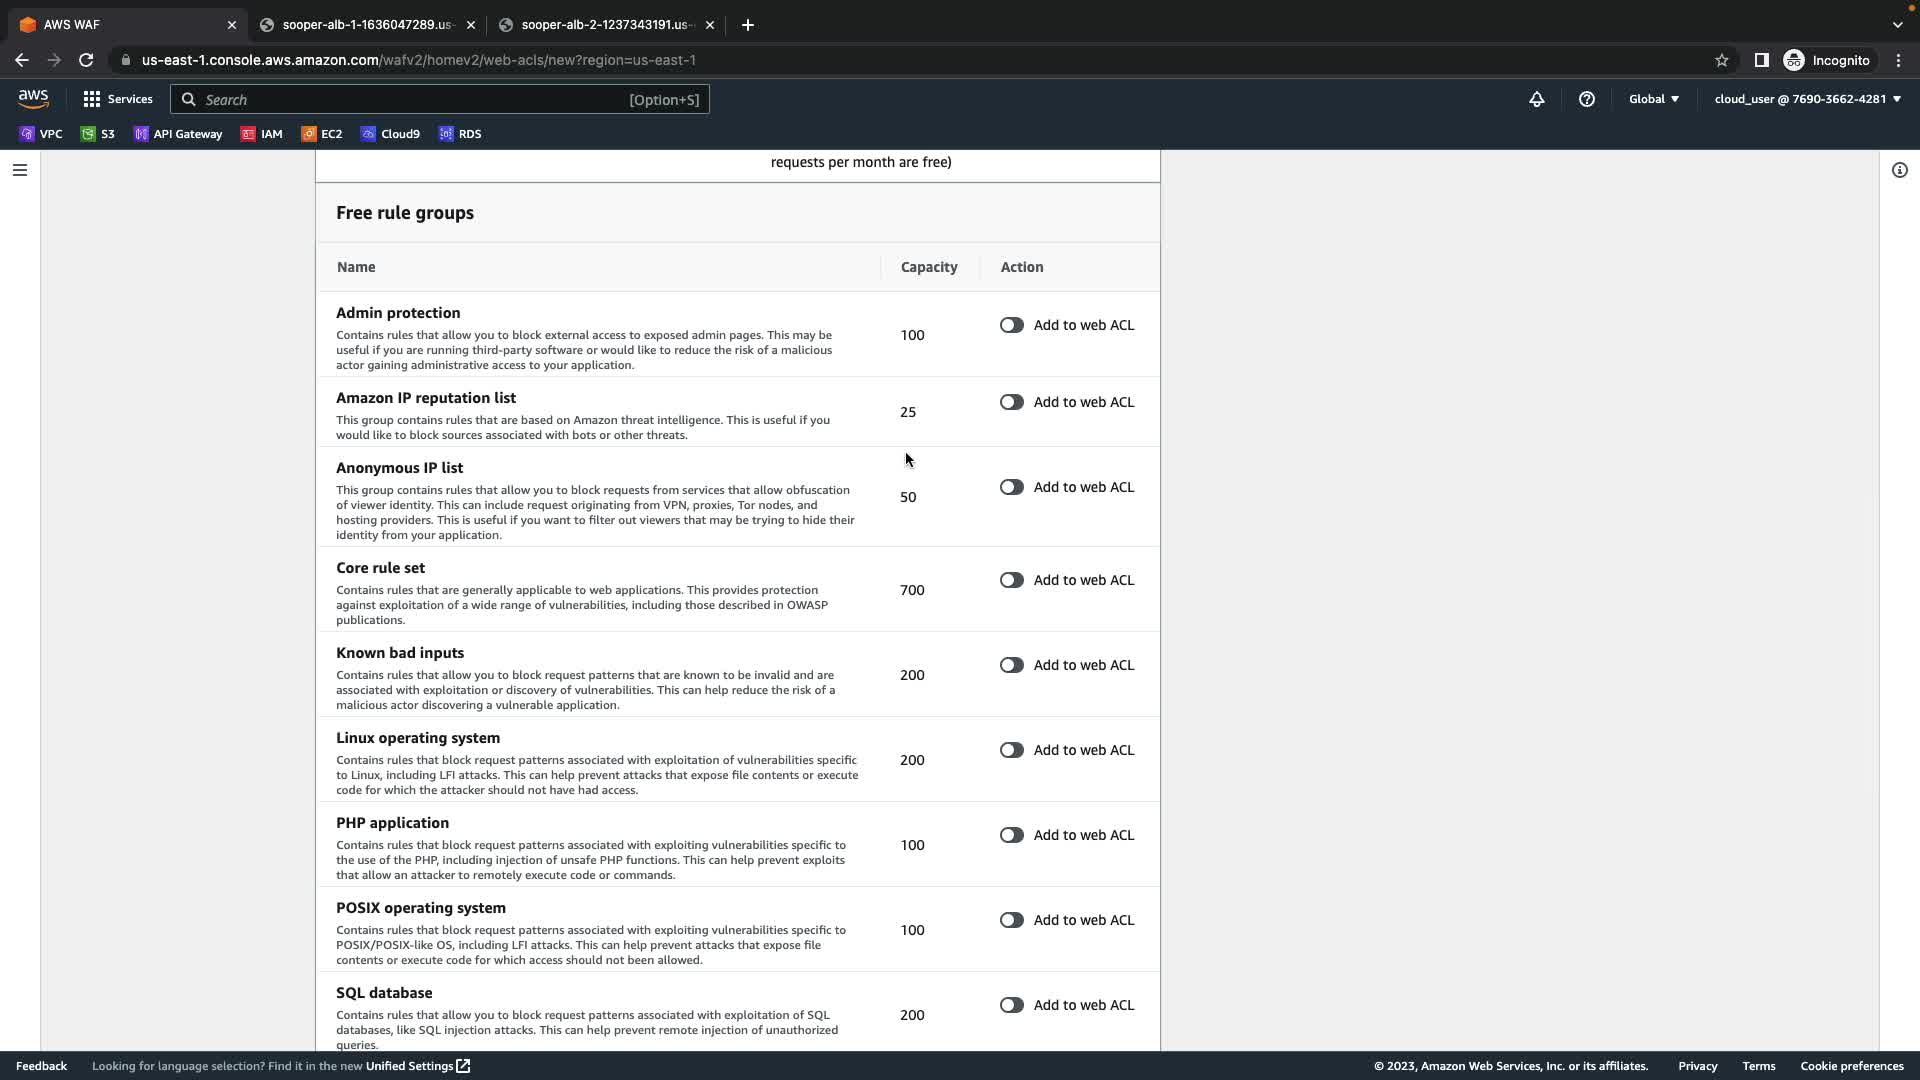 AWS WAF
sooper-alb-1-1636047289.us-
sooper-alb-2-1237343191.us-
us-east-1.console.aws.amazon.com/wafv2/homev2/web-acls/new?region=us-east-1
Incognito
aws
Services
Search
[Option+S]
Global
cloud_user @ 7690-3662-4281
VPC
S3
API Gateway
IAM
EC2
Cloud9
RDS
requests per month are free)
Free rule groups
Name
Capacity
Action
Admin protection
Contains rules that allow you to block external access to exposed admin pages. This may be
useful if you are running third-party software or would like to reduce the risk of a malicious
actor gaining administrative access to your application.
100
Add to web ACL
Amazon IP reputation list
This group contains rules that are based on Amazon threat intelligence. This is useful if you
would like to block sources associated with bots or other threats.
25
Add to web ACL
Anonymous IP list
This group contains rules that allow you to block requests from services that allow obfuscation
of viewer identity. This can include request originating from VPN, proxies, Tor nodes, and
hosting providers. This is useful if you want to filter out viewers that may be trying to hide their
identity from your application.
50
Add to web ACL
Core rule set
Contains rules that are generally applicable to web applications. This provides protection
against exploitation of a wide range of vulnerabilities, including those described in OWASP
publications.
700
Add to web ACL
Known bad inputs
Contains rules that allow you to block request patterns that are known to be invalid and are
associated with exploitation or discovery of vulnerabilities. This can help reduce the risk of a
malicious actor discovering a vulnerable application.
200
Add to web ACL
Linux operating system
Contains rules that block request patterns associated with exploitation of vulnerabilities specific
to Linux, including LFI attacks. This can help prevent attacks that expose file contents or execute
code for which the attacker should not have had access.
200
Add to web ACL
PHP application
Contains rules that block request patterns associated with exploiting vulnerabilities specific to
the use of the PHP, including injection of unsafe PHP functions. This can help prevent exploits
that allow an attacker to remotely execute code or commands.
100
Add to web ACL
POSIX operating system
Contains rules that block request patterns associated with exploiting vulnerabilities specific to
POSIX/POSIX-like OS, including LFI attacks. This can help prevent attacks that expose file
contents or execute code for which access should not been allowed.
100
Add to web ACL
SQL database
Contains rules that allow you to block request patterns associated with exploitation of SQL
databases, like SQL injection attacks. This can help prevent remote injection of unauthorized
queries.
200
Add to web ACL
Feedback
Looking for language selection? Find it in the new Unified Settings
© 2023, Amazon Web Services, Inc. or its affiliates.
Privacy
Terms
Cookie preferences